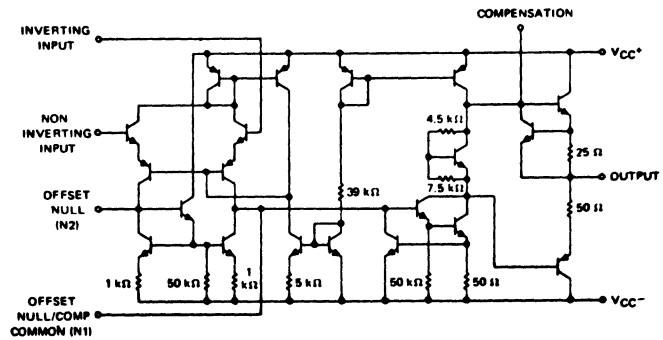 COMPENSATION
INVERTING
INPUT
VCC+
NON
INVERTING
INPUT
4.5 kΩ
25 Ω
7.5 kΩ
OUTPUT
39 kΩ
OFFSET
NULL
(N2)
50 Ω
1 kΩ
50 kΩ
1
kΩ
5 kΩ
50 kΩ
50 Ω
OFFSET
NULL/COMP
COMMON (N1)
VCC−